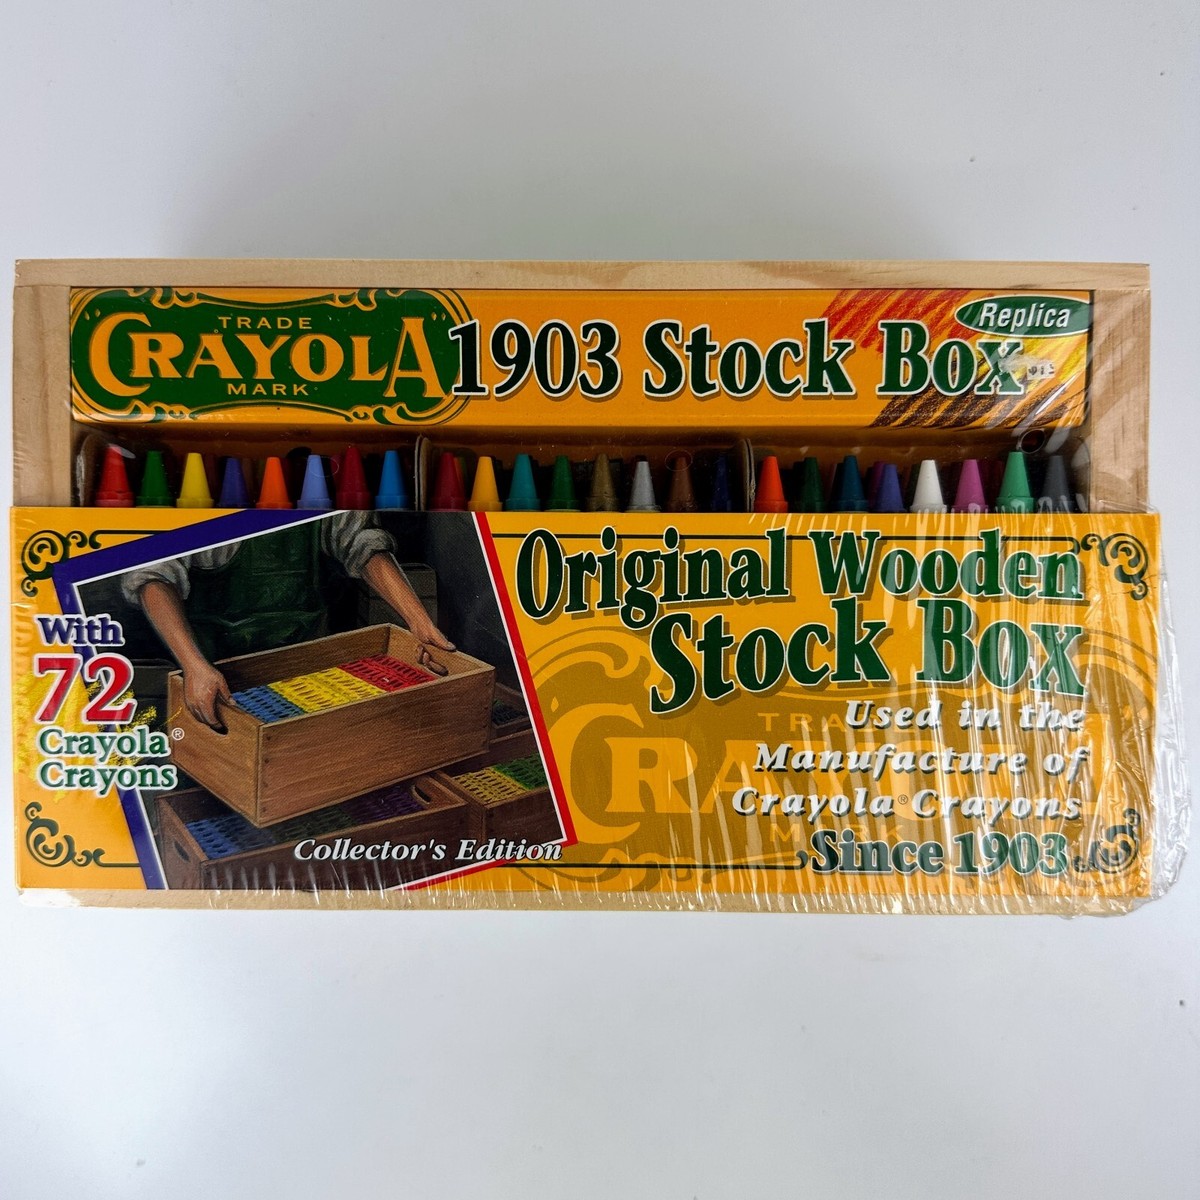 TRADE
CRAYOLA
MARK
1903 Stock Box
Replica
With
72
Crayola®
Crayons
Collector's Edition
Original Wooden
Stock Box
Used in the
Manufacture of
Crayola® Crayons
Since 1903